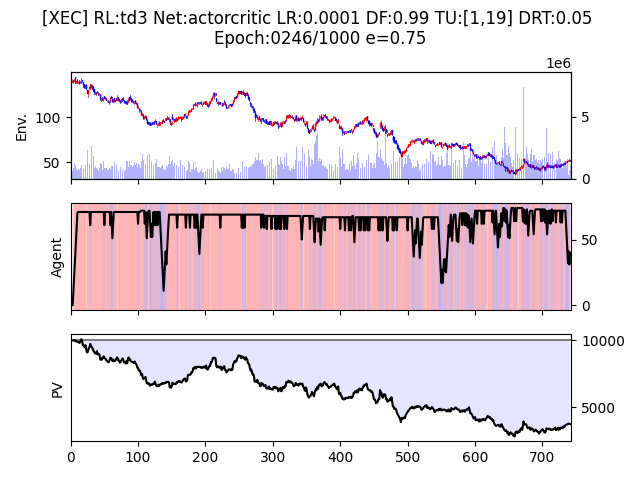 [XEC] RL:td3 Net:actorcritic LR:0.0001 DF:0.99 TU:[1,19] DRT:0.05
Epoch:0246/1000 e=0.75
1e6
Env.
100
50
5
0
Agent
50
0
PV
10000
5000
0 100 200 300 400 500 600 700